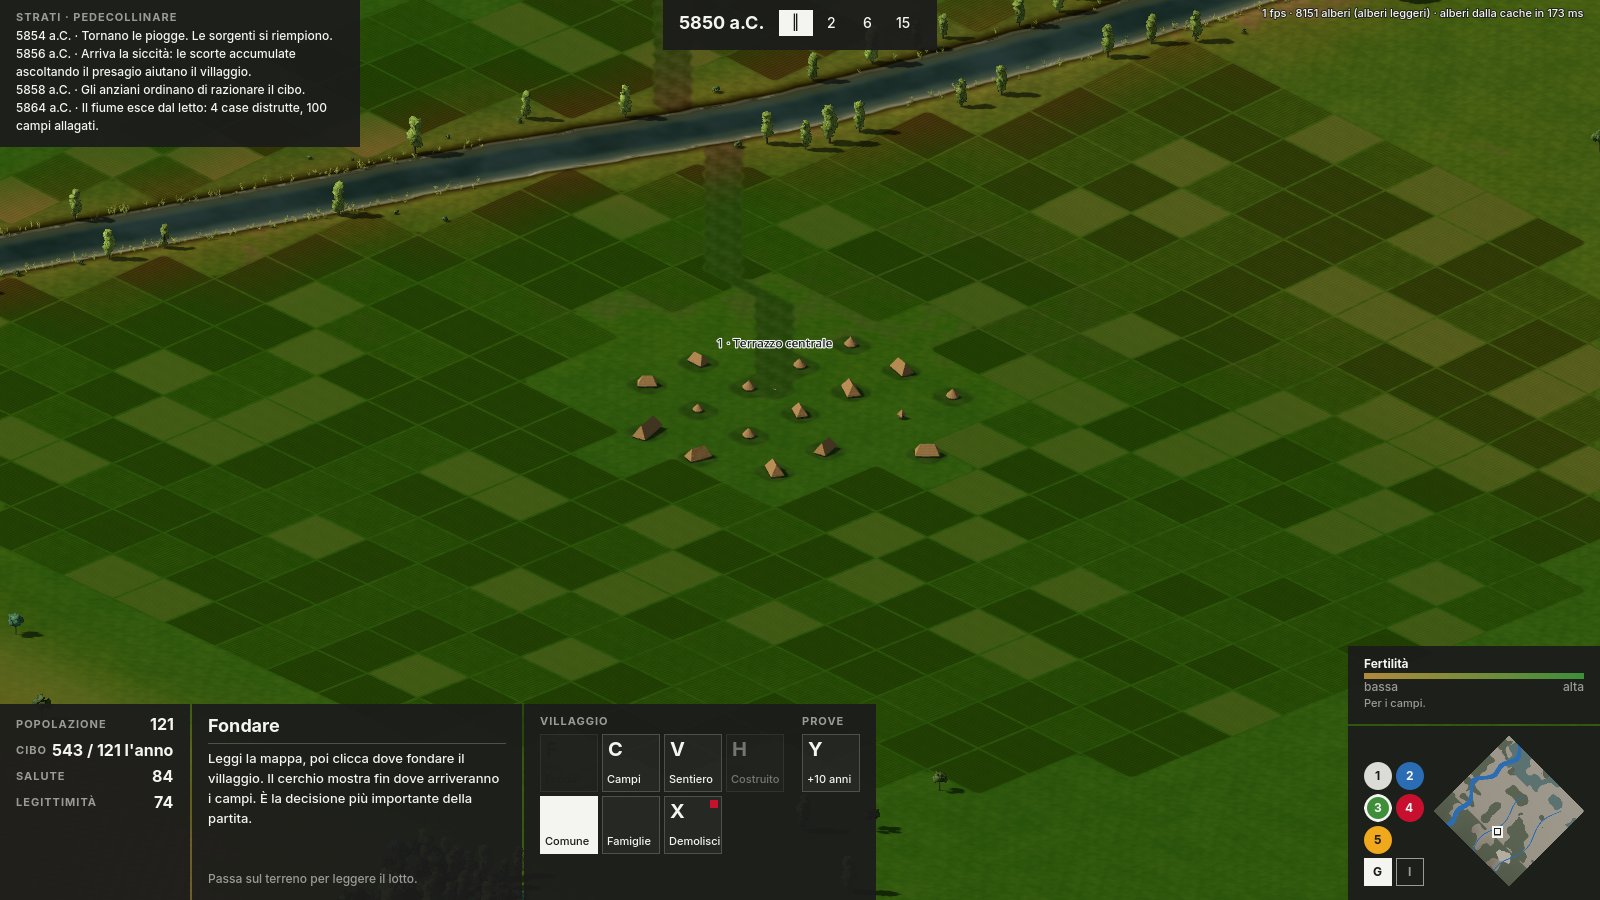 STRATI · PEDECOLLINARE
5854 a.C. · Tornano le piogge. Le sorgenti si riempiono.
5856 a.C. · Arriva la siccità: le scorte accumulate
ascoltando il presagio aiutano il villaggio.
5858 a.C. · Gli anziani ordinano di razionare il cibo.
5864 a.C. · Il fiume esce dal letto: 4 case distrutte, 100
campi allagati.
5850 a.C. || 2 6 15
1 fps · 8151 alberi (alberi leggeri) · alberi dalla cache in 173 ms
1 · Terrazzo centrale
POPOLAZIONE 121
CIBO 543 / 121 l'anno
SALUTE 84
LEGITTIMITÀ 74
Fondare
Leggi la mappa, poi clicca dove fondare il
villaggio. Il cerchio mostra fin dove arriveranno
i campi. È la decisione più importante della
partita.
Passa sul terreno per leggere il lotto.
VILLAGGIO
F
C
Campi
V
Sentiero
H
Costruito
Comune
Famiglie
X
Demolisci
PROVE
Y
+10 anni
Fertilità
bassa alta
Per i campi.
1 2
3 4
5
G I